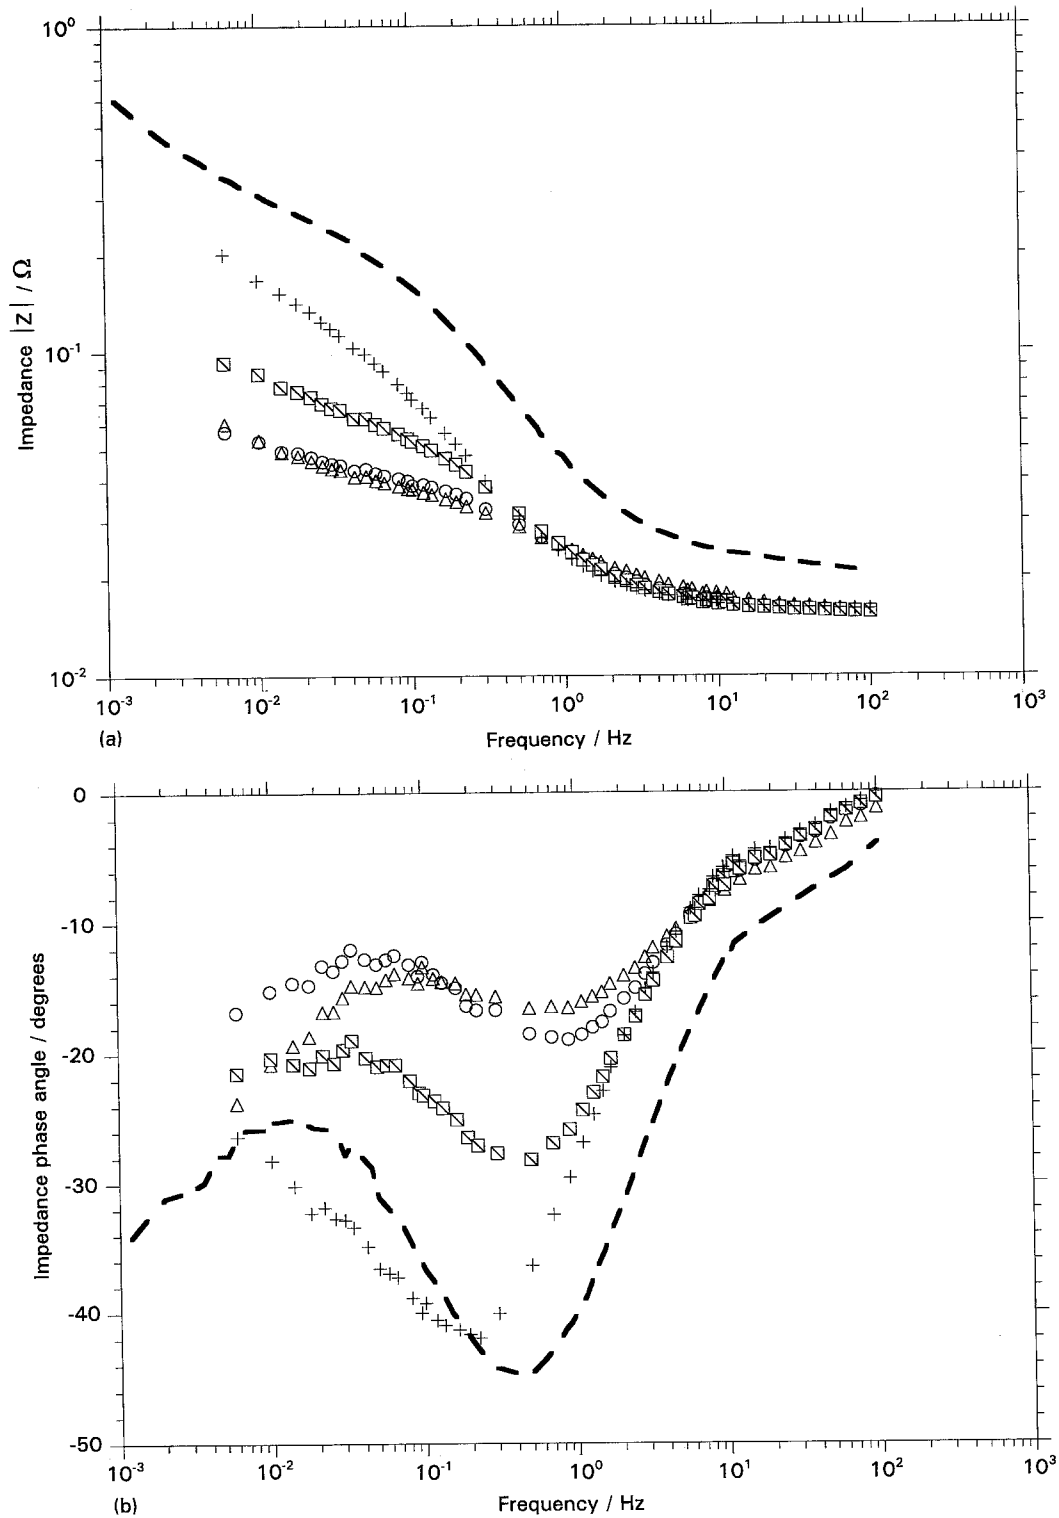 10⁰
Impedance |Z| / Ω
10⁻¹
10⁻²
10⁻³ 10⁻² 10⁻¹ 10⁰ 10¹ 10² 10³
(a)
Frequency / Hz
0
-10
-20
-30
-40
-50
Impedance phase angle / degrees
10⁻³ 10⁻² 10⁻¹ 10⁰ 10¹ 10² 10³
(b)
Frequency / Hz